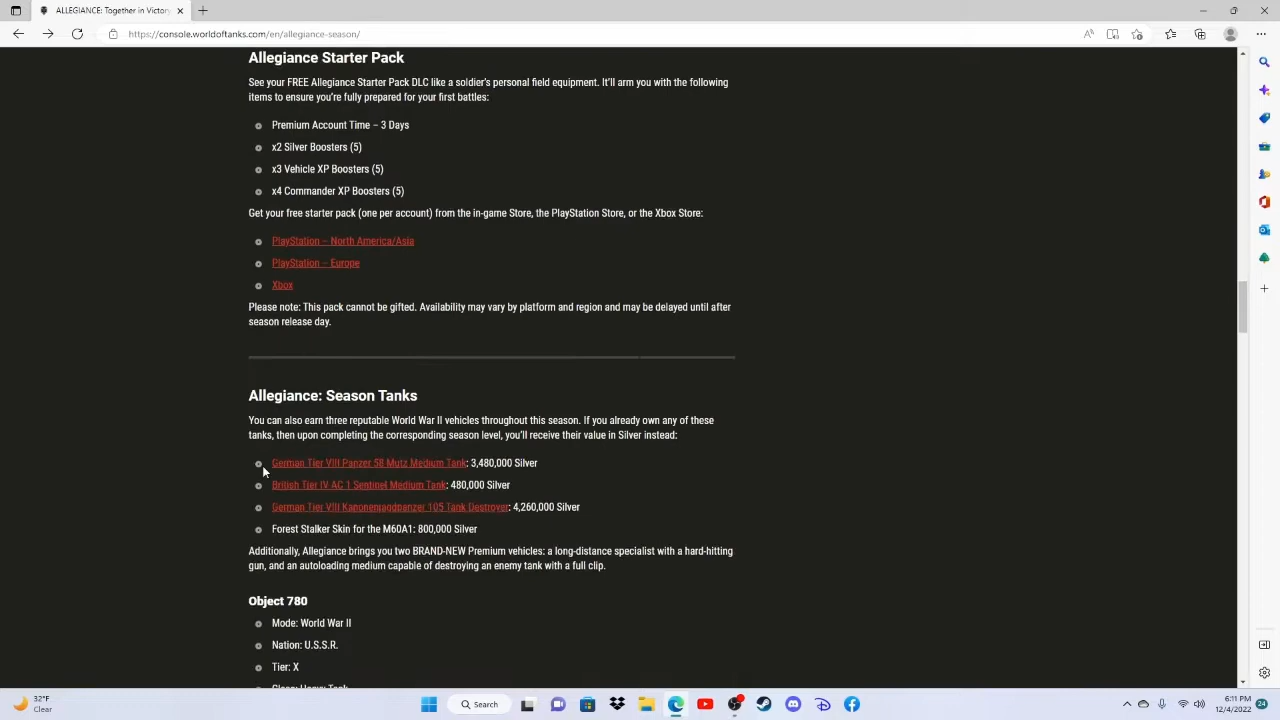 ALLEGIANCE - World of Tanks: Victor
https://console.worldoftanks.com/en/allegiance-season/
Allegiance Starter Pack
See your FREE Allegiance Starter Pack DLC like a soldier's personal field equipment. It'll arm you with the following
items to ensure you're fully prepared for your first battles:
Premium Account Time – 3 Days
x2 Silver Boosters (5)
x3 Vehicle XP Boosters (5)
x4 Commander XP Boosters (5)
Get your free starter pack (one per account) from the in-game Store, the PlayStation Store, or the Xbox Store:
PlayStation – North America/Asia
PlayStation – Europe
Xbox
Please note: This pack cannot be gifted. Availability may vary by platform and region and may be delayed until after
season release day.
Allegiance: Season Tanks
You can also earn three reputable World War II vehicles throughout this season. If you already own any of these
tanks, then upon completing the corresponding season level, you'll receive their value in Silver instead:
German Tier VIII Panzer 58 Mutz Medium Tank: 3,480,000 Silver
British Tier IV AC 1 Sentinel Medium Tank: 480,000 Silver
German Tier VIII Kanonenjagdpanzer 105 Tank Destroyer: 4,260,000 Silver
Forest Stalker Skin for the M60A1: 800,000 Silver
Additionally, Allegiance brings you two BRAND-NEW Premium vehicles: a long-distance specialist with a hard-hitting
gun, and an autoloading medium capable of destroying an enemy tank with a full clip.
Object 780
Mode: World War II
Nation: U.S.S.R.
Tier: X
Class: Heavy Tank
32°F
Clear
Search
6:11 PM
12/4/2022
24